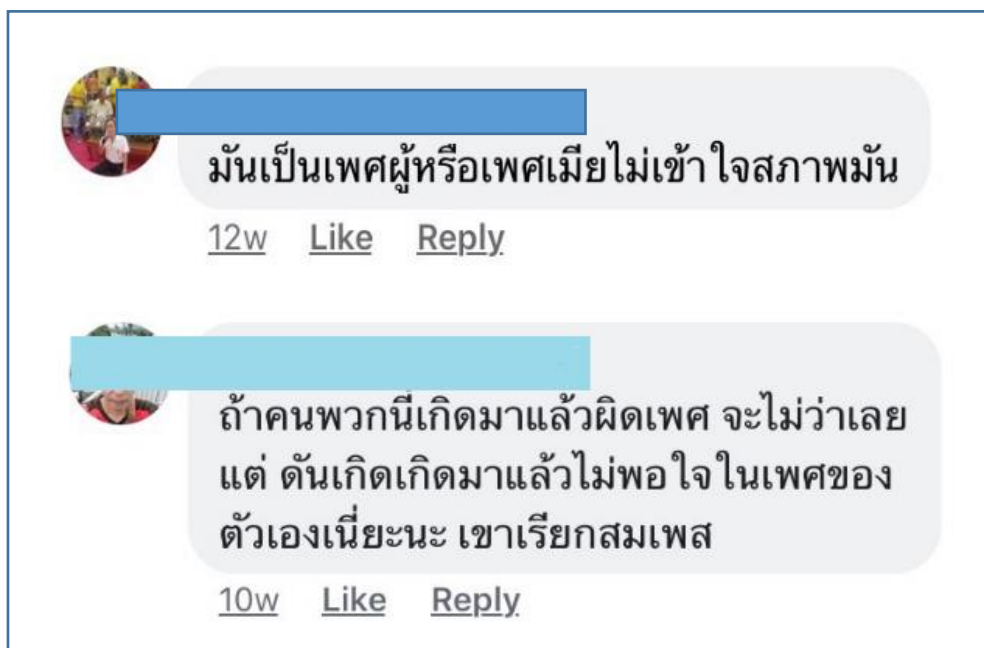 มันเป็นเพศผู้หรือเพศเมียไม่เข้าใจสภาพมัน
12w Like Reply
ถ้าคนพวกนี้เกิดมาแล้วผิดเพศ จะไม่ว่าเลย
แต่ ดันเกิดเกิดมาแล้วไม่พอใจในเพศของ
ตัวเองเนี่ยะนะ เขาเรียกสมเพส
10w Like Reply